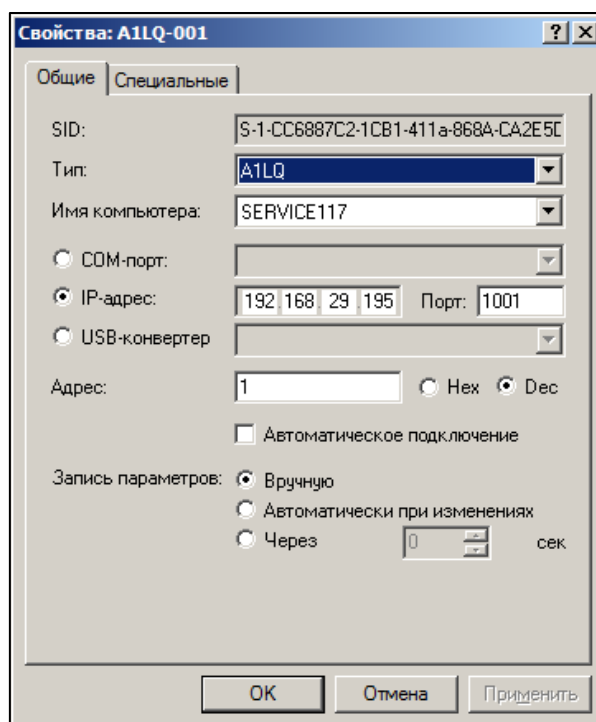 Свойства: A1LQ-001
Общие Специальные
SID: S-1-CC6887C2-1CB1-411a-868A-CA2E5D
Тип: A1LQ
Имя компьютера: SERVICE117
COM-порт:
IP-адрес: 192 168 29 .195 Порт: 1001
USB-конвертер
Адрес: 1 Hex Dec
Автоматическое подключение
Запись параметров: Вручную
Автоматически при изменениях
Через 0 сек
OK Отмена Применить